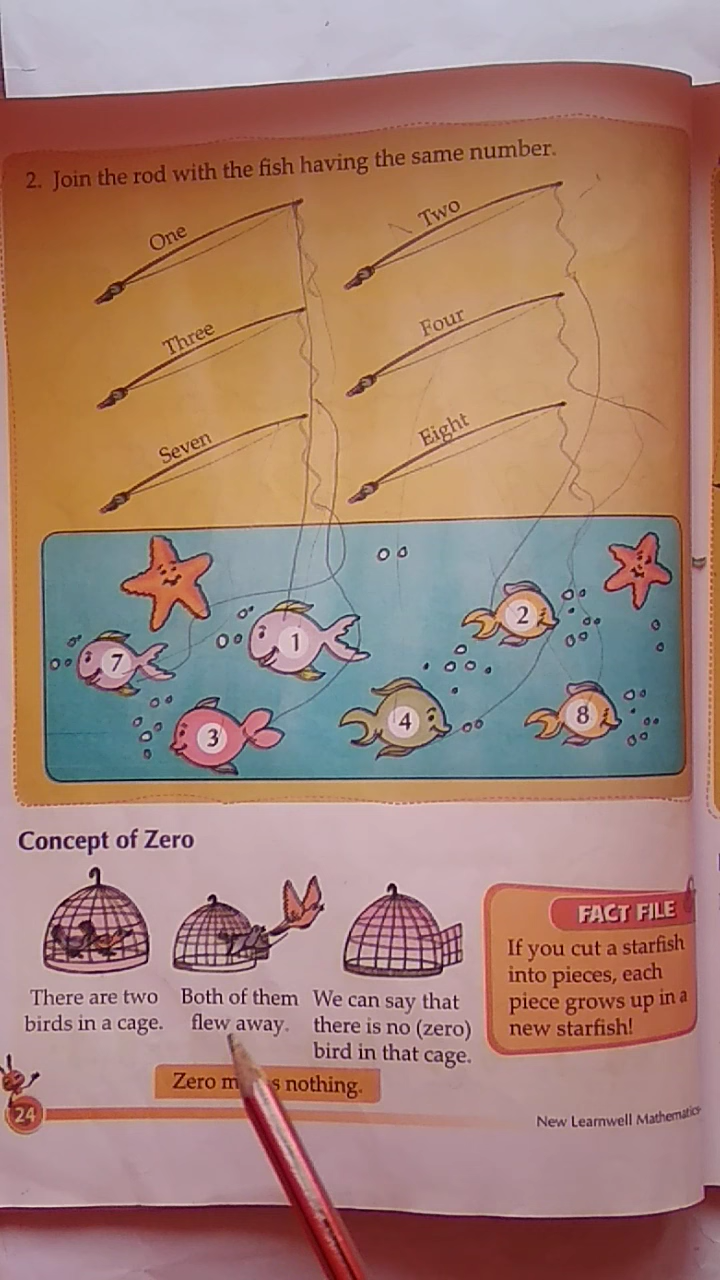 2. Join the rod with the fish having the same number.
One
Two
Three
Four
Seven
Eight
7
1
2
3
4
8
Concept of Zero
There are two
birds in a cage.
Both of them
flew away.
We can say that
there is no (zero)
bird in that cage.
FACT FILE
If you cut a starfish
into pieces, each
piece grows up in a
new starfish!
Zero m s nothing.
24
New Learnwell Mathematics